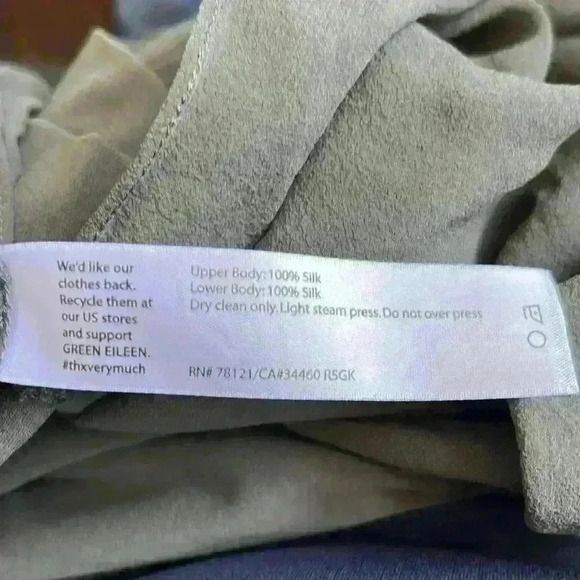 We'd like our
clothes back.
Recycle them at
our US stores
and support
GREEN EILEEN.
#thxverymuch
Upper Body: 100% Silk
Lower Body: 100% Silk
Dry clean only. Light steam press. Do not over press
RN# 78121/CA#34460 R5GK